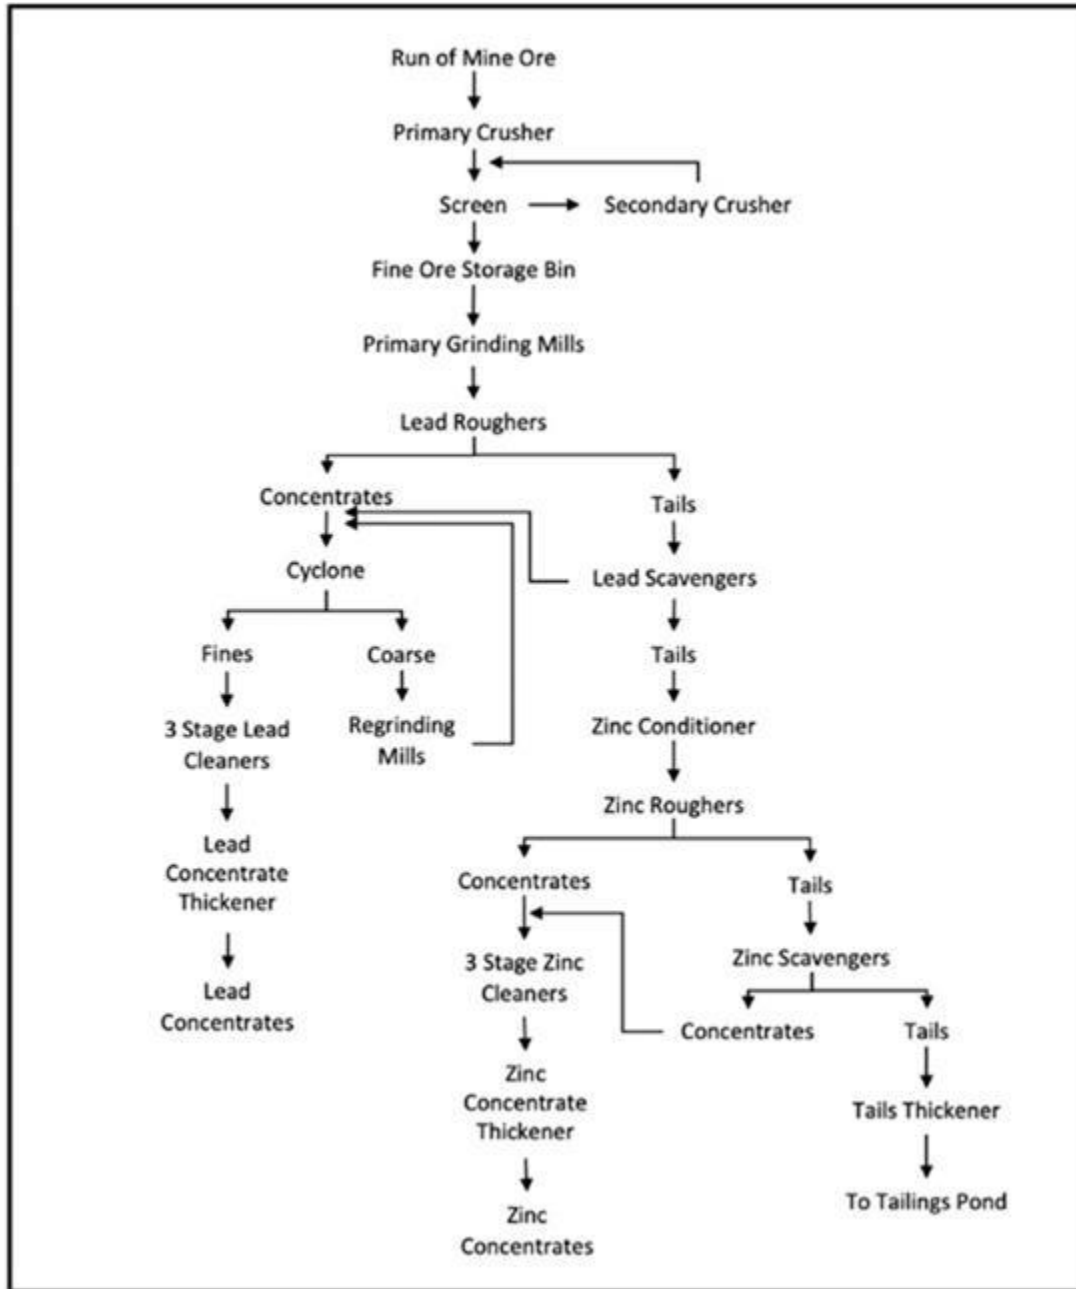 Run of Mine Ore
Primary Crusher
Screen
Secondary Crusher
Fine Ore Storage Bin
Primary Grinding Mills
Lead Roughers
Concentrates
Tails
Cyclone
Lead Scavengers
Fines
Coarse
Tails
3 Stage Lead
Cleaners
Regrinding
Mills
Zinc Conditioner
Zinc Roughers
Lead
Concentrate
Thickener
Concentrates
Tails
3 Stage Zinc
Cleaners
Zinc Scavengers
Lead
Concentrates
Concentrates
Tails
Zinc
Concentrate
Thickener
Tails Thickener
To Tailings Pond
Zinc
Concentrates